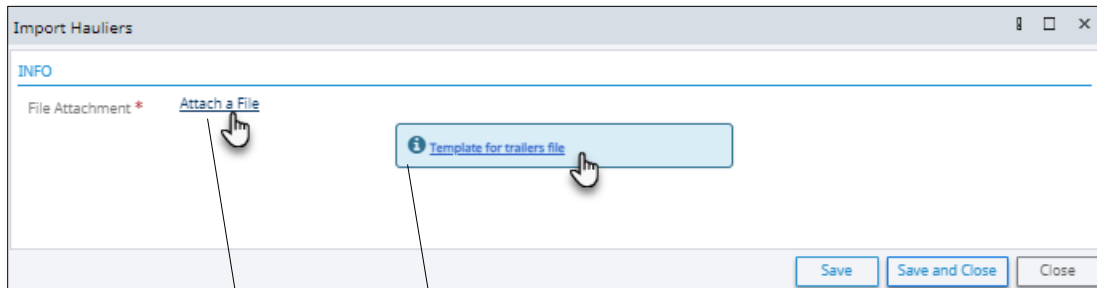 Import Hauliers
INFO
File Attachment * Attach a File
Template for trailers file
Save Save and Close Close